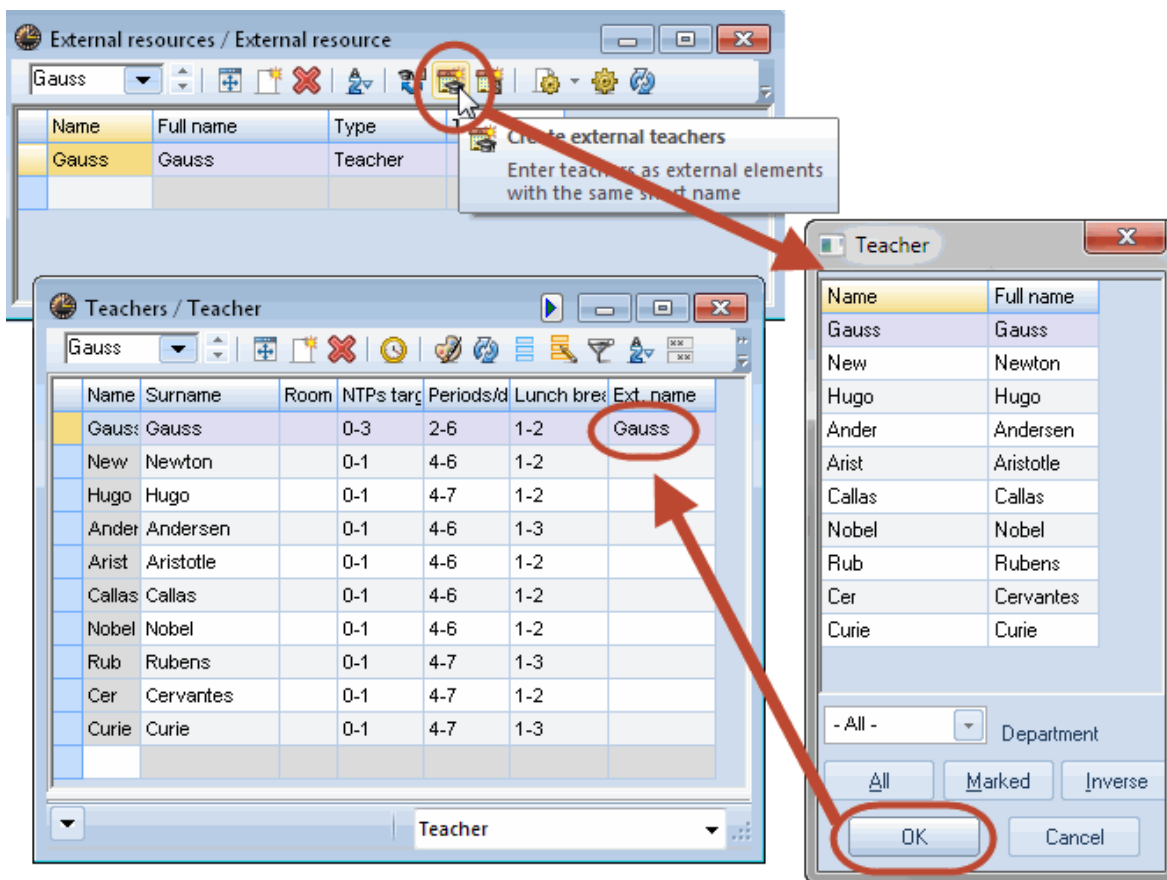 External resources / External resource
Gauss
Name Full name Type
Gauss Gauss Teacher
Create external teachers
Enter teachers as external elements
with the same short name
Teachers / Teacher
Gauss
Name Surname Room NTPs targ Periods/d Lunch brea Ext. name
Gauss Gauss 0-3 2-6 1-2 Gauss
New Newton 0-1 4-6 1-2
Hugo Hugo 0-1 4-7 1-2
Ander Andersen 0-1 4-6 1-3
Arist Aristotle 0-1 4-6 1-2
Callas Callas 0-1 4-6 1-2
Nobel Nobel 0-1 4-6 1-2
Rub Rubens 0-1 4-7 1-3
Cer Cervantes 0-1 4-7 1-2
Curie Curie 0-1 4-7 1-3
Teacher
Teacher
Name Full name
Gauss Gauss
New Newton
Hugo Hugo
Ander Andersen
Arist Aristotle
Callas Callas
Nobel Nobel
Rub Rubens
Cer Cervantes
Curie Curie
- All - Department
All Marked Inverse
OK Cancel